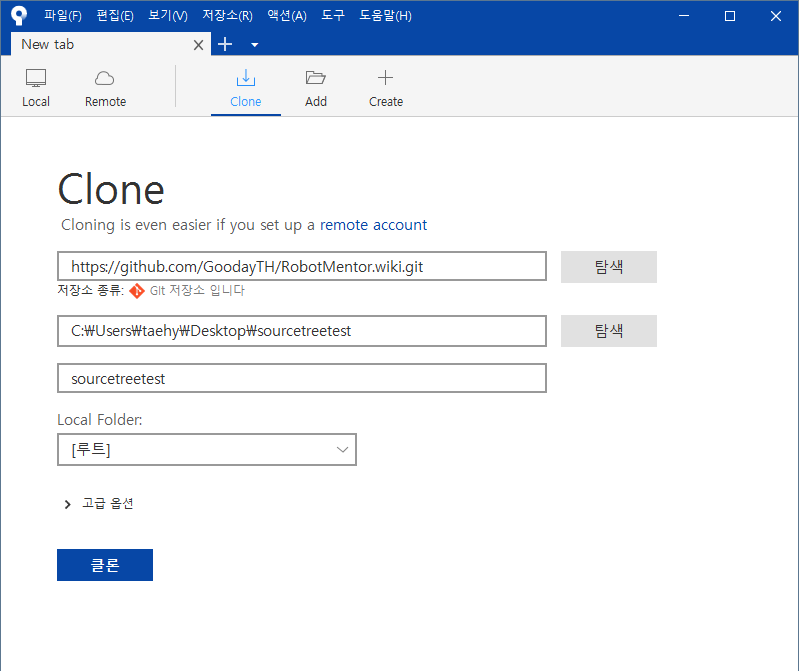 파일(F) 편집(E) 보기(V) 저장소(R) 액션(A) 도구 도움말(H)
New tab
Local Remote Clone Add Create
Clone
Cloning is even easier if you set up a remote account
https://github.com/GoodayTH/RobotMentor.wiki.git 탐색
저장소 종류: Git 저장소 입니다
C:₩Users₩taehy₩Desktop₩sourcetreetest 탐색
sourcetreetest
Local Folder:
[루트]
고급 옵션
클론